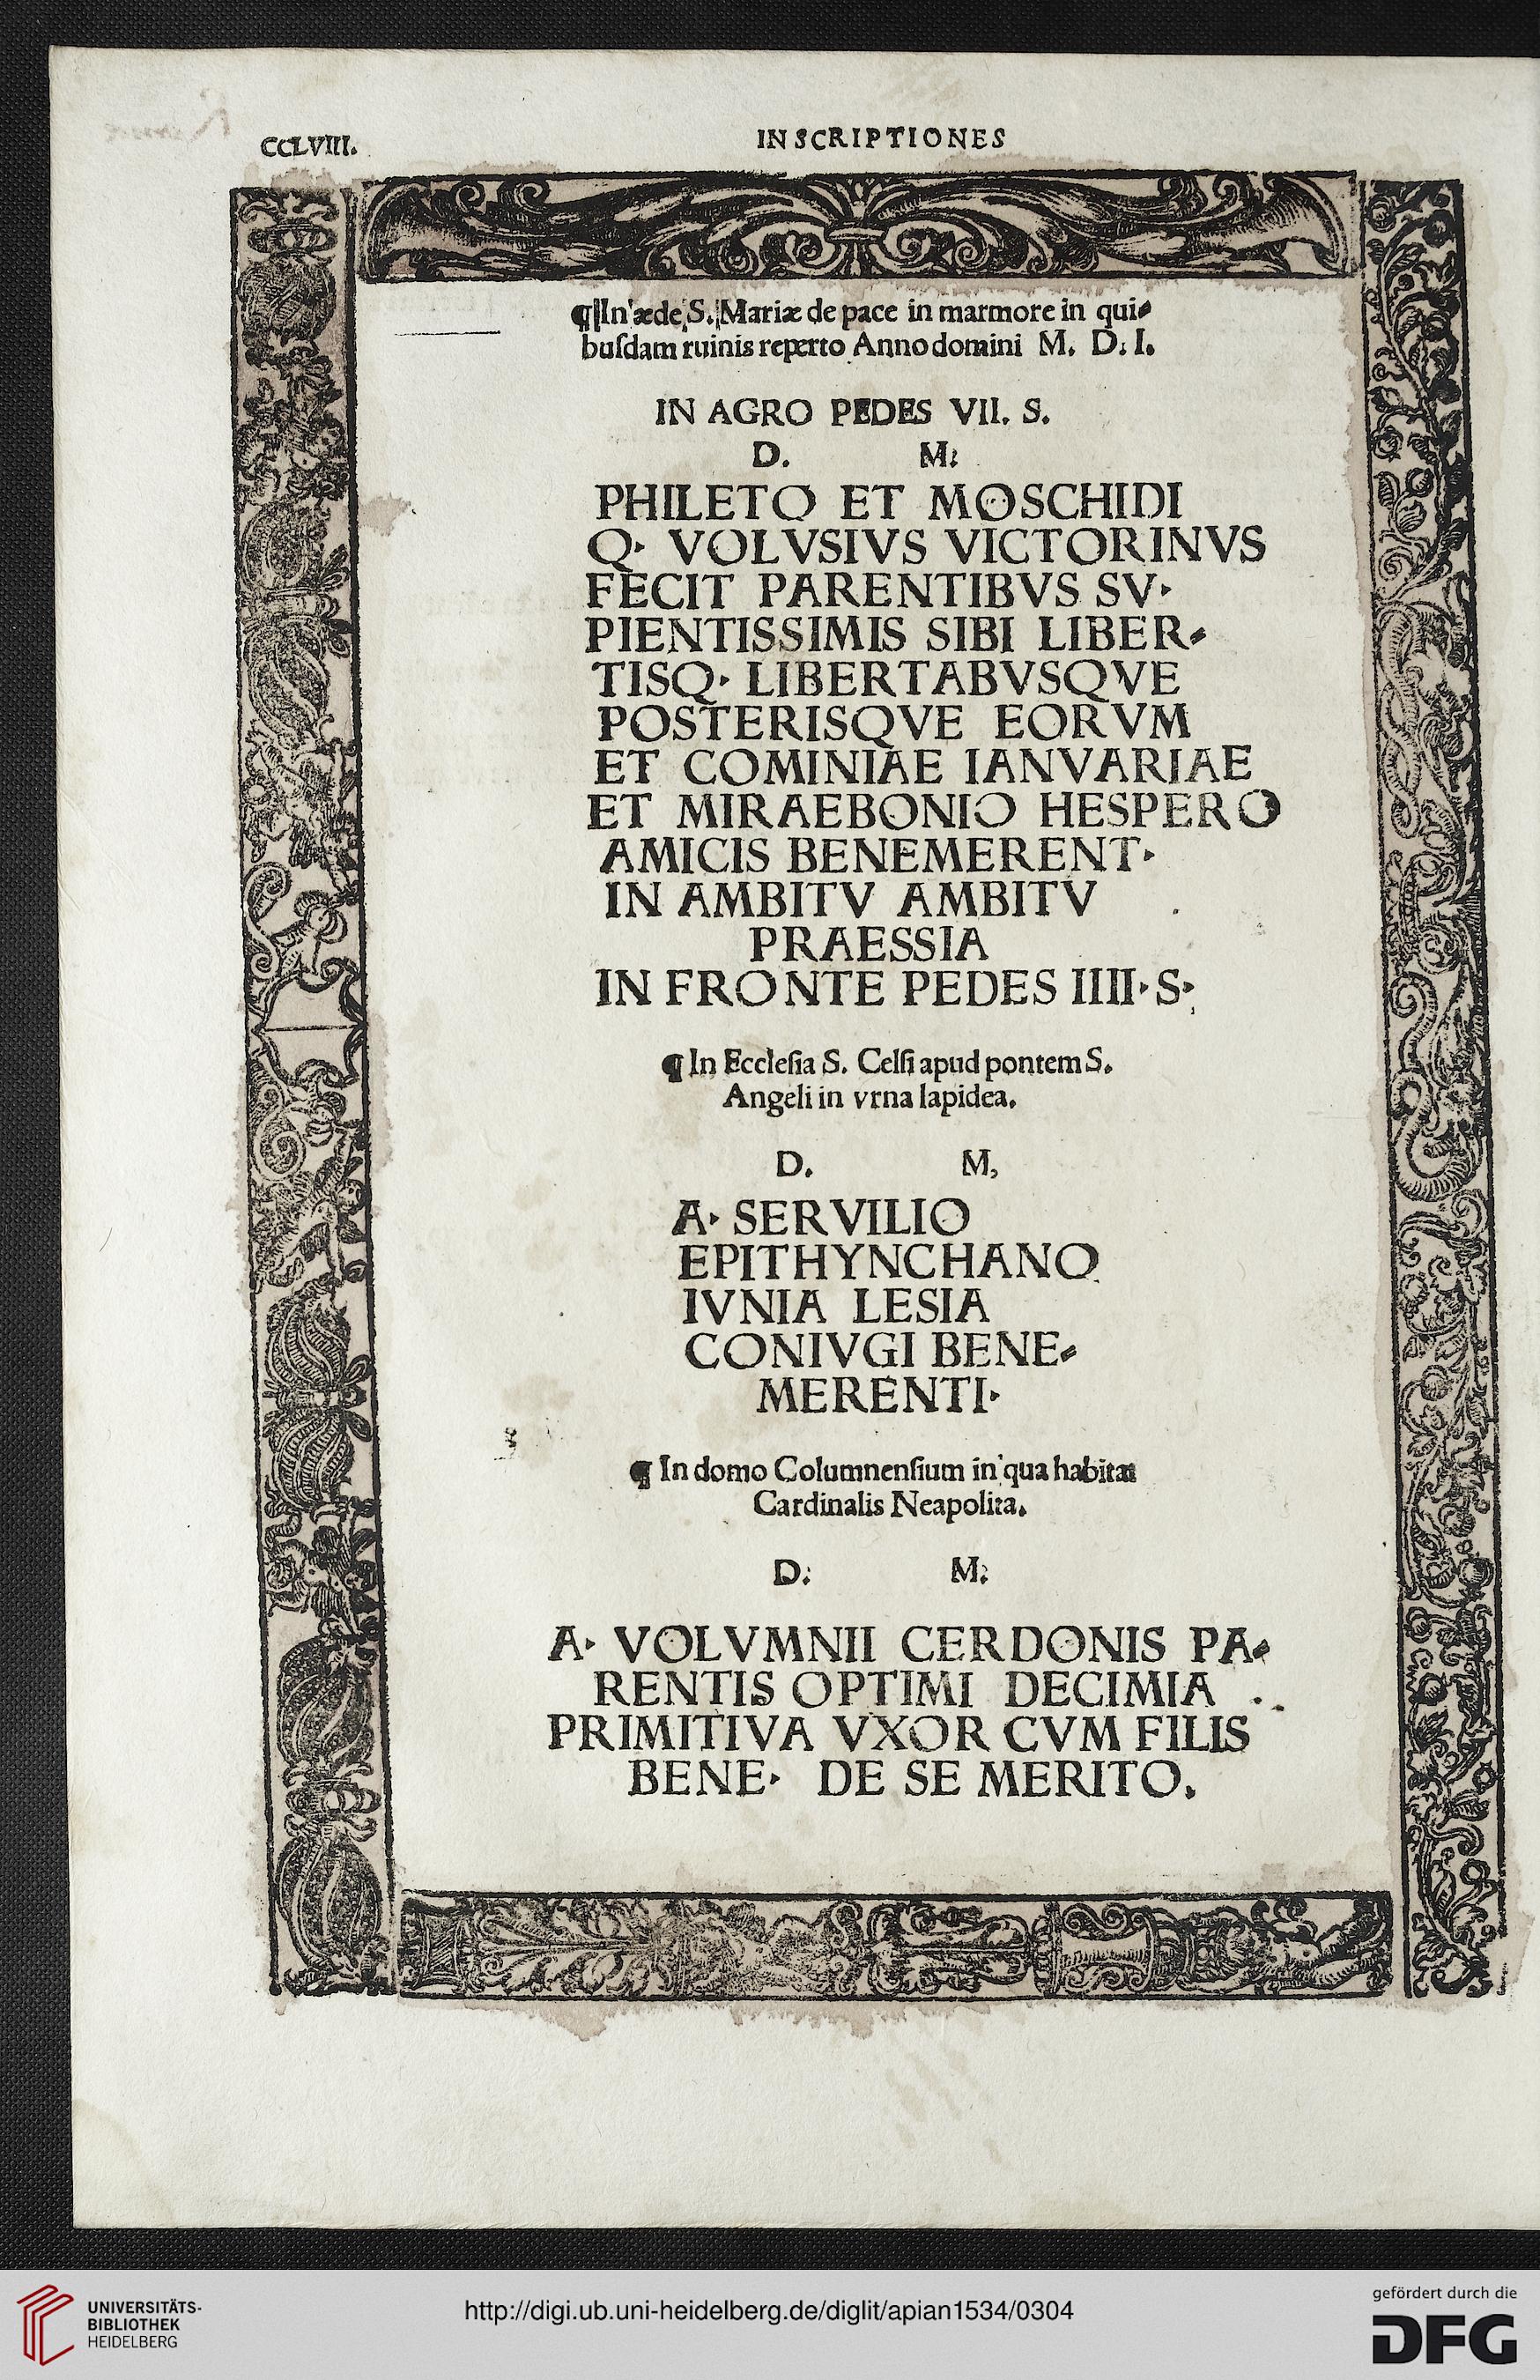 CCLVIII.
INSCRIPTIONES
¶ In æde S. Mariæ de pace in marmore in qui⸗
buſdam ruinis reperto Anno domini M. D. I.
IN AGRO PEDES VII. S.
D. M.
PHILETO ET MOSCHIDI
Q· VOLVSIVS VICTORINVS
FECIT PARENTIBVS SV·
PIENTISSIMIS SIBI LIBER⸗
TISQ· LIBERTABVSQVE
POSTERISQVE EORVM
ET COMINIAE IANVARIAE
ET MIRAEBONIO HESPERO
AMICIS BENEMERENT·
IN AMBITV AMBITV
PRAESSIA
IN FRONTE PEDES IIII· S·
¶ In Eccleſia S. Celſi apud pontem S.
Angeli in vrna lapidea.
D. M,
A· SERVILIO
EPITHYNCHANO
IVNIA LESIA
CONIVGI BENE⸗
MERENTI·
¶ In domo Columnenſium in qua habitat
Cardinalis Neapolita.
D: M:
A· VOLVMNII CERDONIS PA⸗
RENTIS OPTIMI DECIMIA .
PRIMITIVA VXOR CVM FILIS
BENE· DE SE MERITO.
UNIVERSITÄTS-
BIBLIOTHEK
HEIDELBERG
http://digi.ub.uni-heidelberg.de/diglit/apian1534/0304
gefördert durch die
DFG